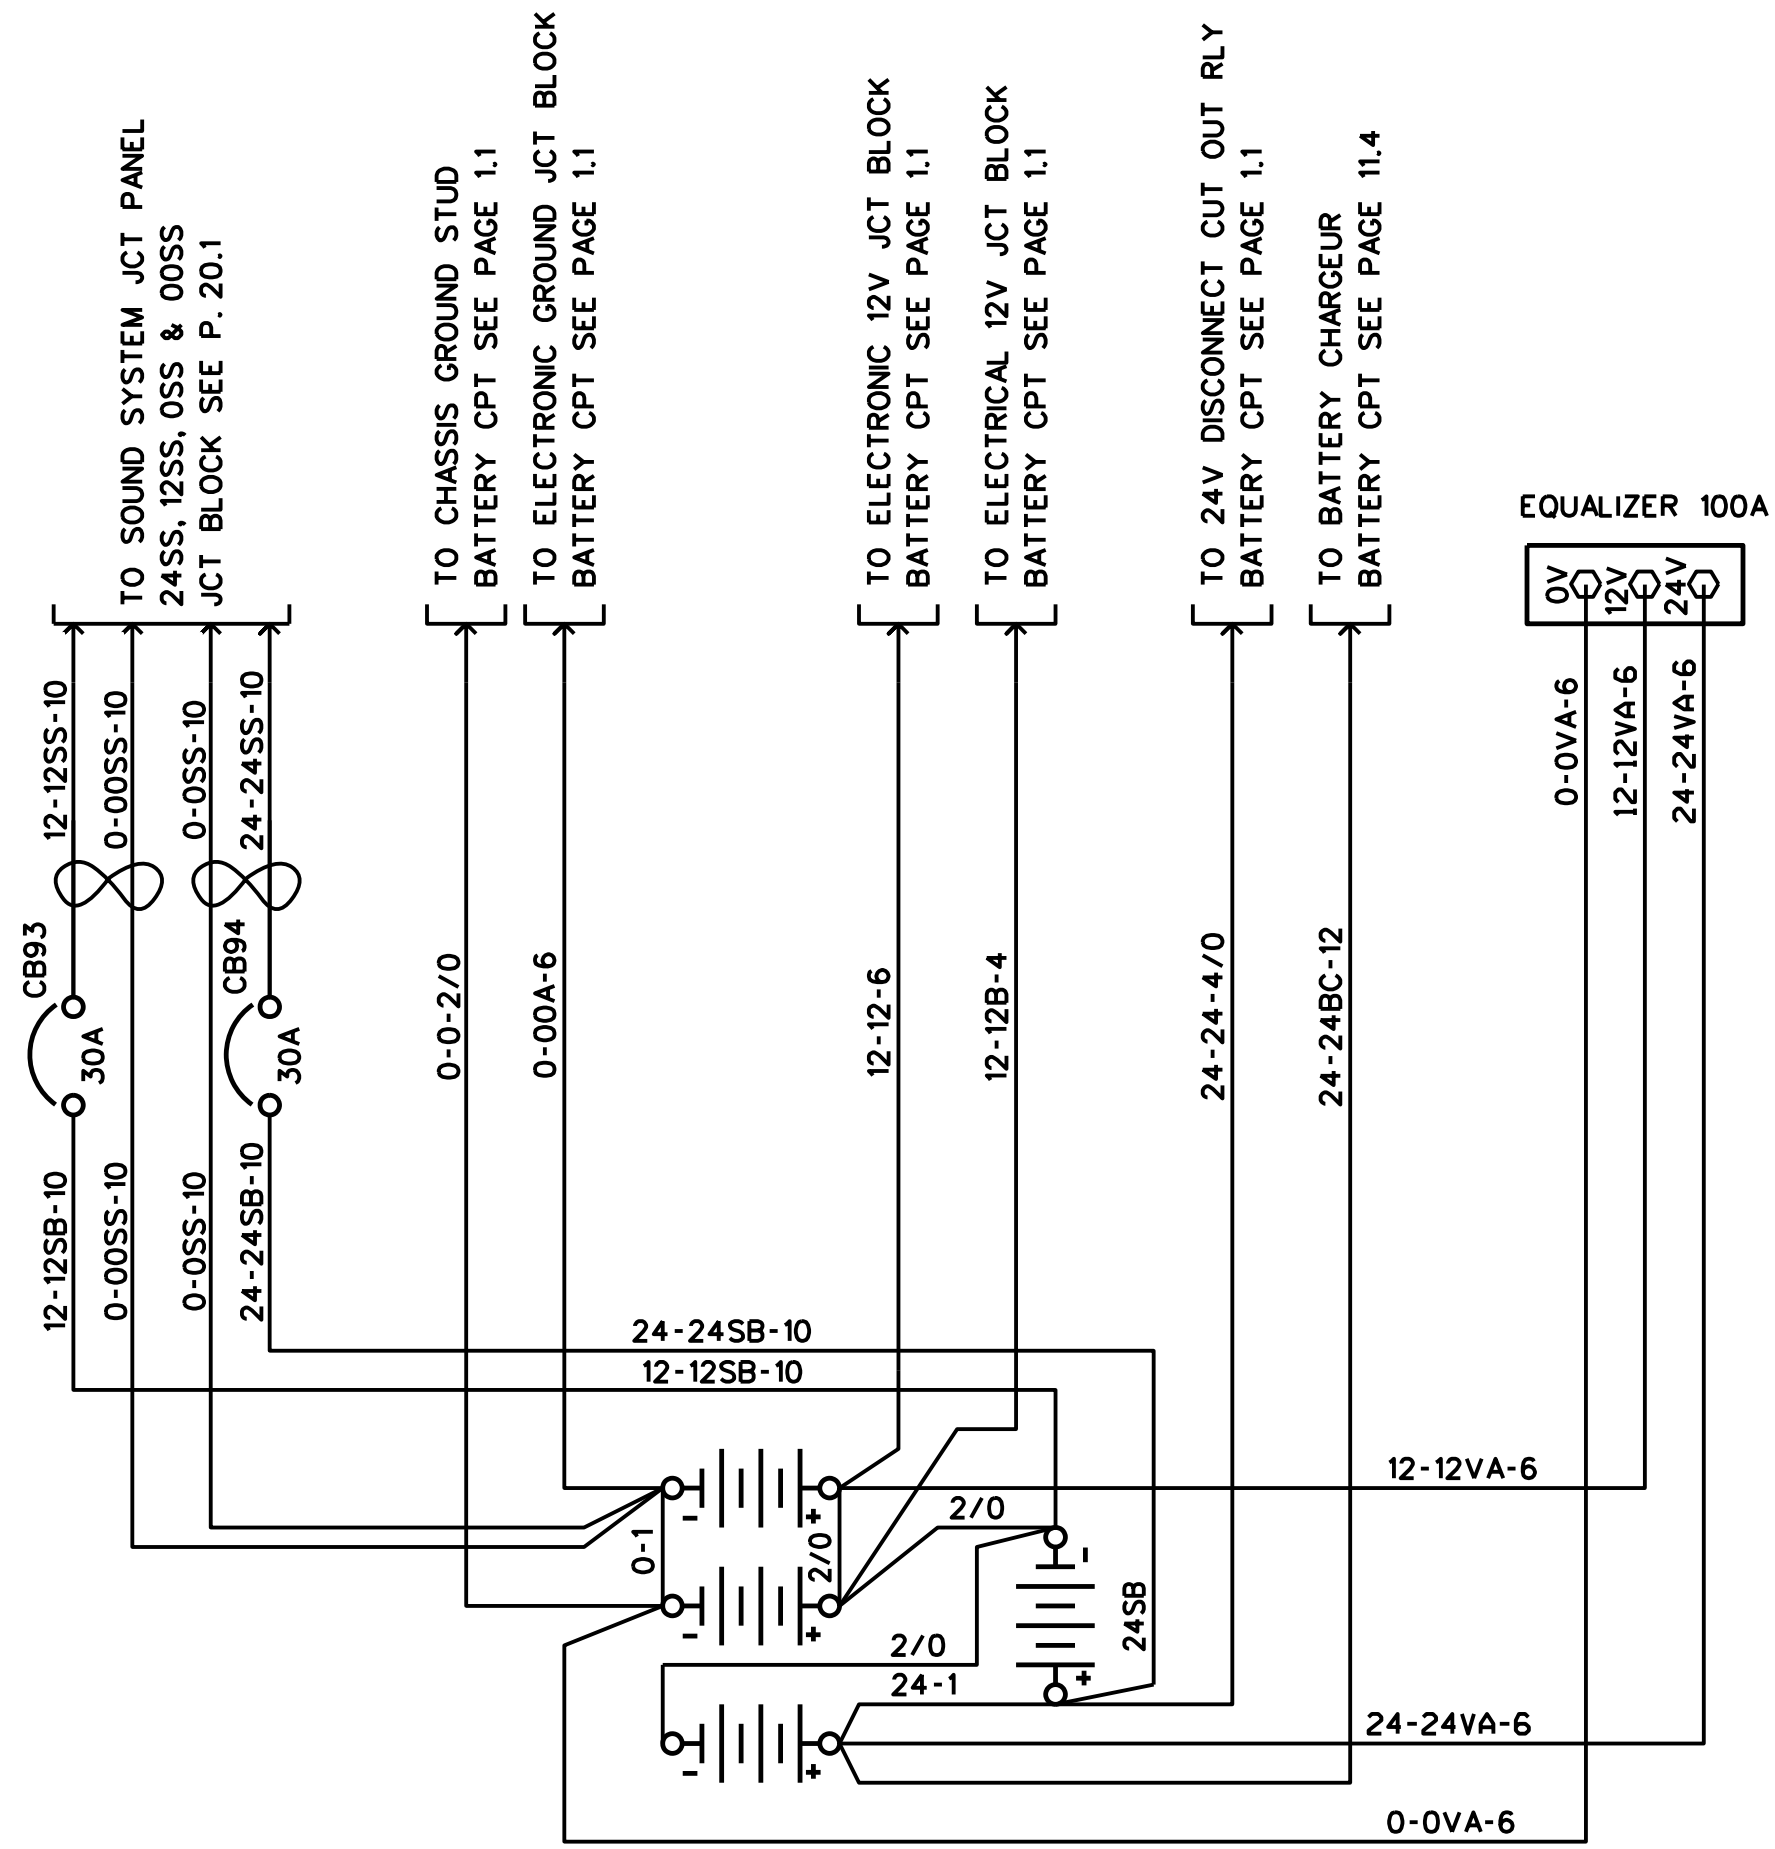 TO SOUND SYSTEM JCT PANEL
24SS, 12SS, 0SS & 00SS
JCT BLOCK SEE P. 20.1
TO CHASSIS GROUND STUD
BATTERY CPT SEE PAGE 1.1
TO ELECTRONIC GROUND JCT BLOCK
BATTERY CPT SEE PAGE 1.1
TO ELECTRONIC 12V JCT BLOCK
BATTERY CPT SEE PAGE 1.1
TO ELECTRICAL 12V JCT BLOCK
BATTERY CPT SEE PAGE 1.1
TO 24V DISCONNECT CUT OUT RLY
BATTERY CPT SEE PAGE 1.1
TO BATTERY CHARGEUR
BATTERY CPT SEE PAGE 11.4
EQUALIZER 100A
0V
12V
24V
12-12SS-10
0-00SS-10
0-0SS-10
24-24SS-10
0-0VA-6
12-12VA-6
24-24VA-6
CB93
30A
CB94
30A
0-0-2/0
0-00A-6
12-12-6
12-12B-4
24-24-4/0
24-24BC-12
12-12SB-10
0-00SS-10
0-0SS-10
24-24SB-10
24-24SB-10
12-12SB-10
12-12VA-6
- +
2/0
0-1
2/0
-
24SB
- +
2/0
+
24-1
24-24VA-6
- +
0-0VA-6